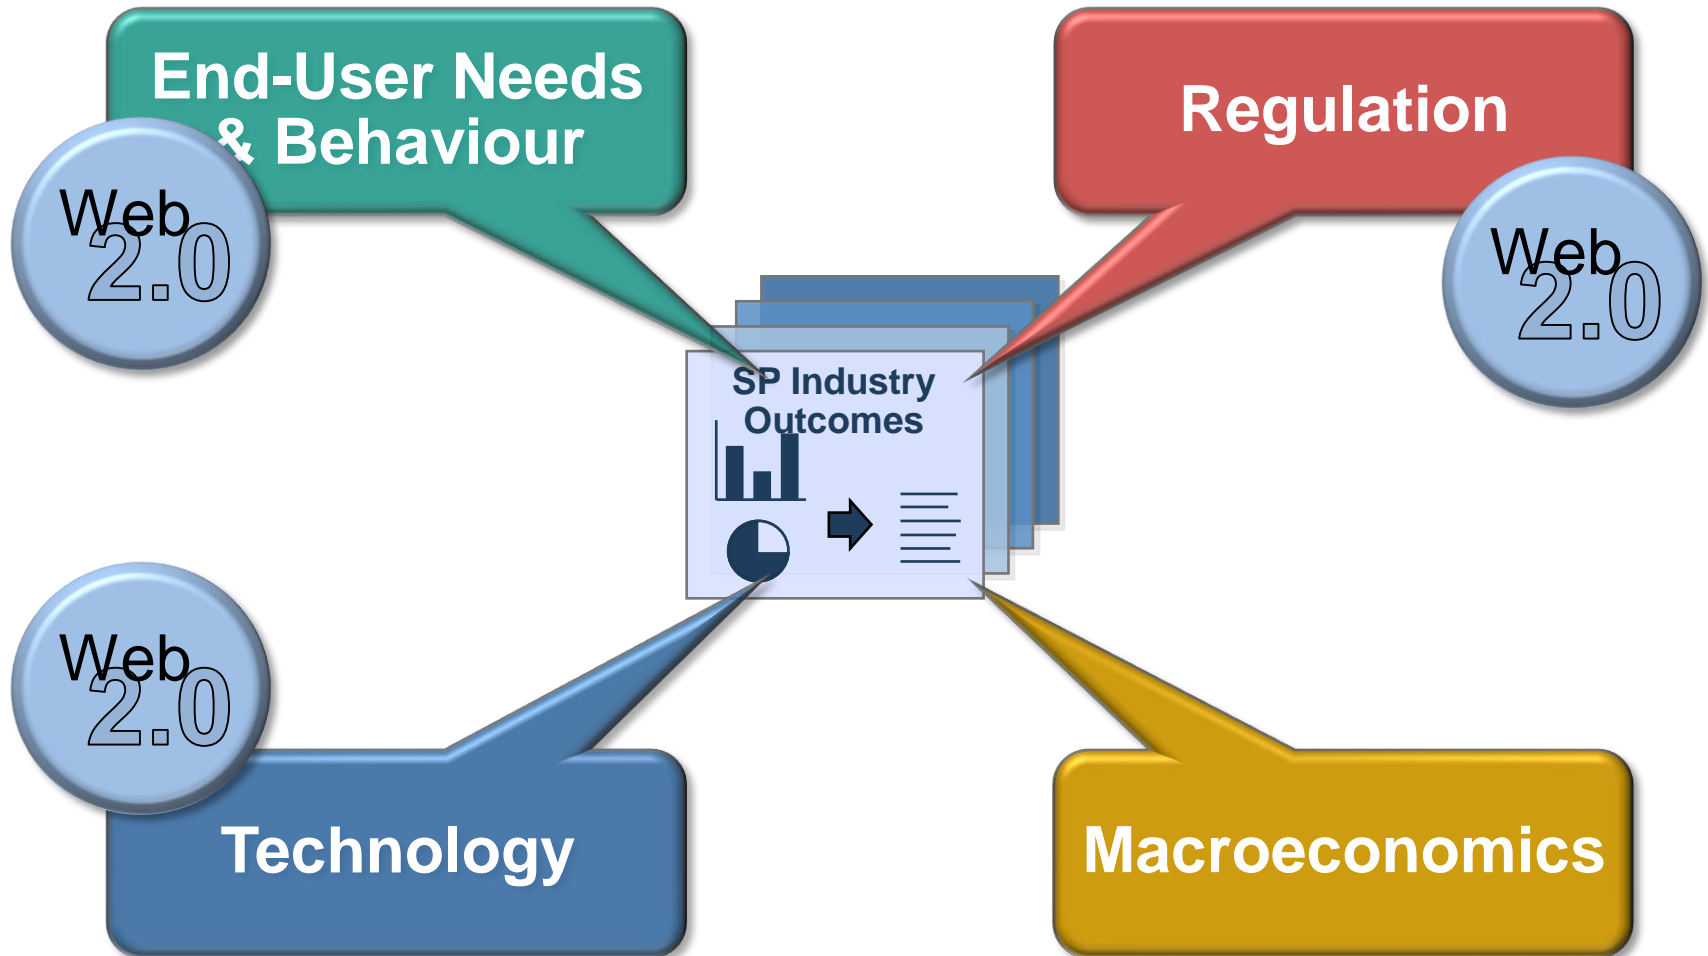 End-User Needs
& Behaviour
Web
2.0
Regulation
Web
2.0
SP Industry
Outcomes
Web
2.0
Technology
Macroeconomics